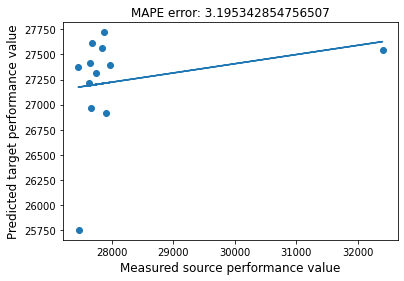 MAPE error: 3.195342854756507
Predicted target performance value
27750
27500
27250
27000
26750
26500
26250
26000
25750
28000 29000 30000 31000 32000
Measured source performance value